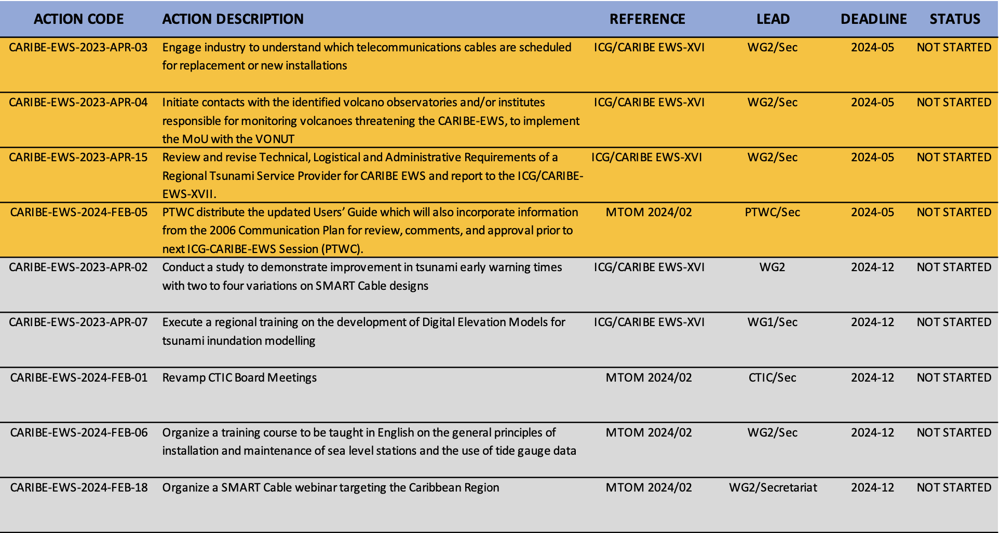 ACTION CODE ACTION DESCRIPTION REFERENCE LEAD DEADLINE STATUS
CARIBE-EWS-2023-APR-03 Engage industry to understand which telecommunications cables are scheduled ICG/CARIBE EWS-XVI WG2/Sec 2024-05 NOT STARTED
for replacement or new installations
CARIBE-EWS-2023-APR-04 Initiate contacts with the identified volcano observatories and/or institutes ICG/CARIBE EWS-XVI WG2/Sec 2024-05 NOT STARTED
responsible for monitoring volcanoes threatening the CARIBE-EWS, to implement
the MoU with the VONUT
CARIBE-EWS-2023-APR-15 Review and revise Technical, Logistical and Administrative Requirements of a ICG/CARIBE EWS-XVI WG2/Sec 2024-05 NOT STARTED
Regional Tsunami Service Provider for CARIBE EWS and report to the ICG/CARIBE-
EWS-XVII.
CARIBE-EWS-2024-FEB-05 PTWC distribute the updated Users’ Guide which will also incorporate information MTOM 2024/02 PTWC/Sec 2024-05 NOT STARTED
from the 2006 Communication Plan for review, comments, and approval prior to
next ICG-CARIBE-EWS Session (PTWC).
CARIBE-EWS-2023-APR-02 Conduct a study to demonstrate improvement in tsunami early warning times ICG/CARIBE EWS-XVI WG2 2024-12 NOT STARTED
with two to four variations on SMART Cable designs
CARIBE-EWS-2023-APR-07 Execute a regional training on the development of Digital Elevation Models for ICG/CARIBE EWS-XVI WG1/Sec 2024-12 NOT STARTED
tsunami inundation modelling
CARIBE-EWS-2024-FEB-01 Revamp CTIC Board Meetings MTOM 2024/02 CTIC/Sec 2024-12 NOT STARTED
CARIBE-EWS-2024-FEB-06 Organize a training course to be taught in English on the general principles of MTOM 2024/02 WG2/Sec 2024-12 NOT STARTED
installation and maintenance of sea level stations and the use of tide gauge data
CARIBE-EWS-2024-FEB-18 Organize a SMART Cable webinar targeting the Caribbean Region MTOM 2024/02 WG2/Secretariat 2024-12 NOT STARTED